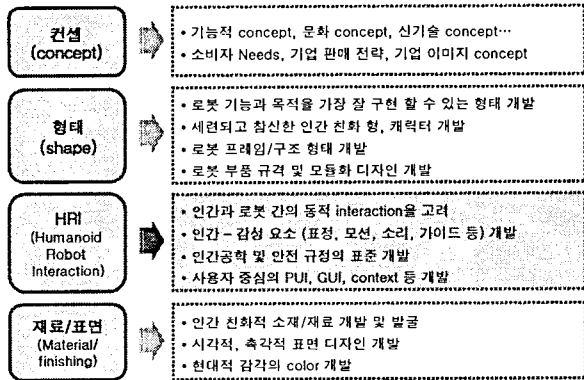 컨셉
(concept)
• 기능적 concept, 문화 concept, 신기술 concept…
• 소비자 Needs, 기업 판매 전략, 기업 이미지 concept
형태
(shape)
• 로봇 기능과 목적을 가장 잘 구현 할 수 있는 형태 개발
• 세련되고 참신한 인간 친화 형, 캐릭터 개발
• 로봇 프레임/구조 형태 개발
• 로봇 부품 규격 및 모듈화 디자인 개발
HRI
(Humanoid
Robot
Interaction)
• 인간과 로봇 간의 동적 interaction을 고려
• 인간 – 감성 요소 (표정, 모션, 소리, 가이드 등) 개발
• 인간공학 및 안전 규정의 표준 개발
• 사용자 중심의 PUI, GUI, context 등 개발
재료/표면
(Material/
finishing)
• 인간 친화적 소재/재료 개발 및 발굴
• 시각적, 촉각적 표면 디자인 개발
• 현대적 감각의 color 개발